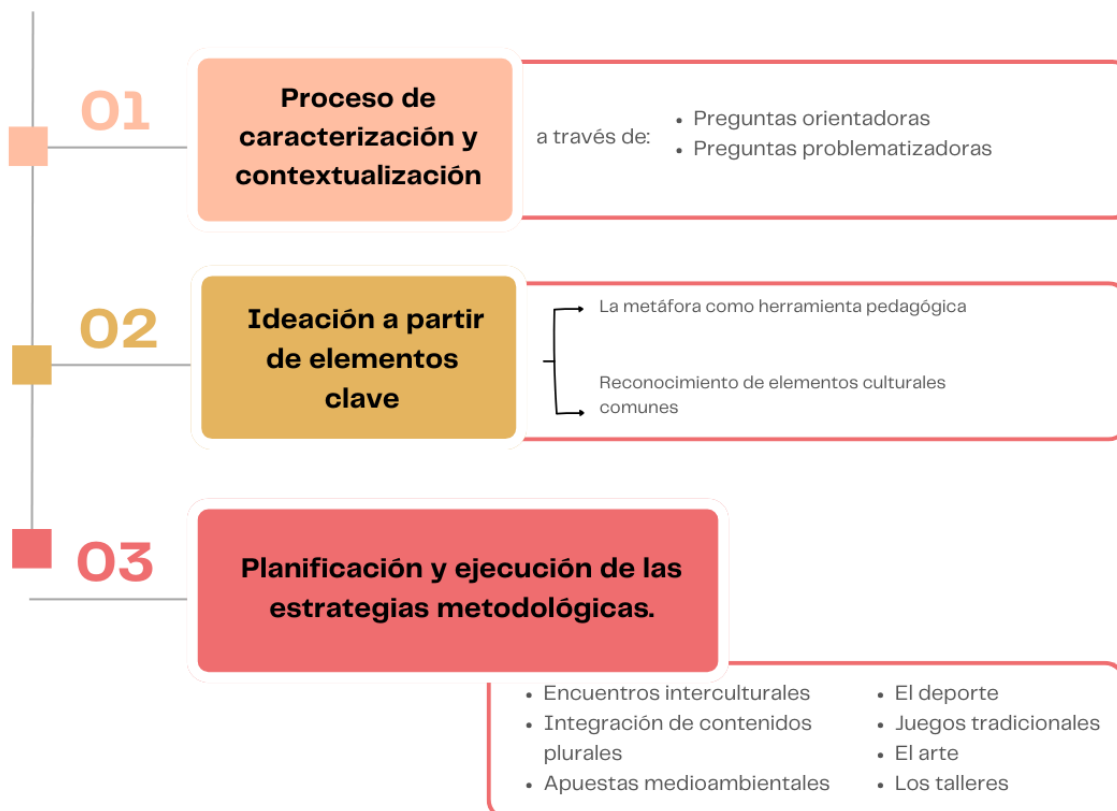 01
Proceso de
caracterización y
contextualización
a través de:
• Preguntas orientadoras
• Preguntas problematizadoras
02
Ideación a partir
de elementos
clave
La metáfora como herramienta pedagógica
Reconocimiento de elementos culturales
comunes
03
Planificación y ejecución de las
estrategias metodológicas.
• Encuentros interculturales
• Integración de contenidos
plurales
• Apuestas medioambientales
• El deporte
• Juegos tradicionales
• El arte
• Los talleres